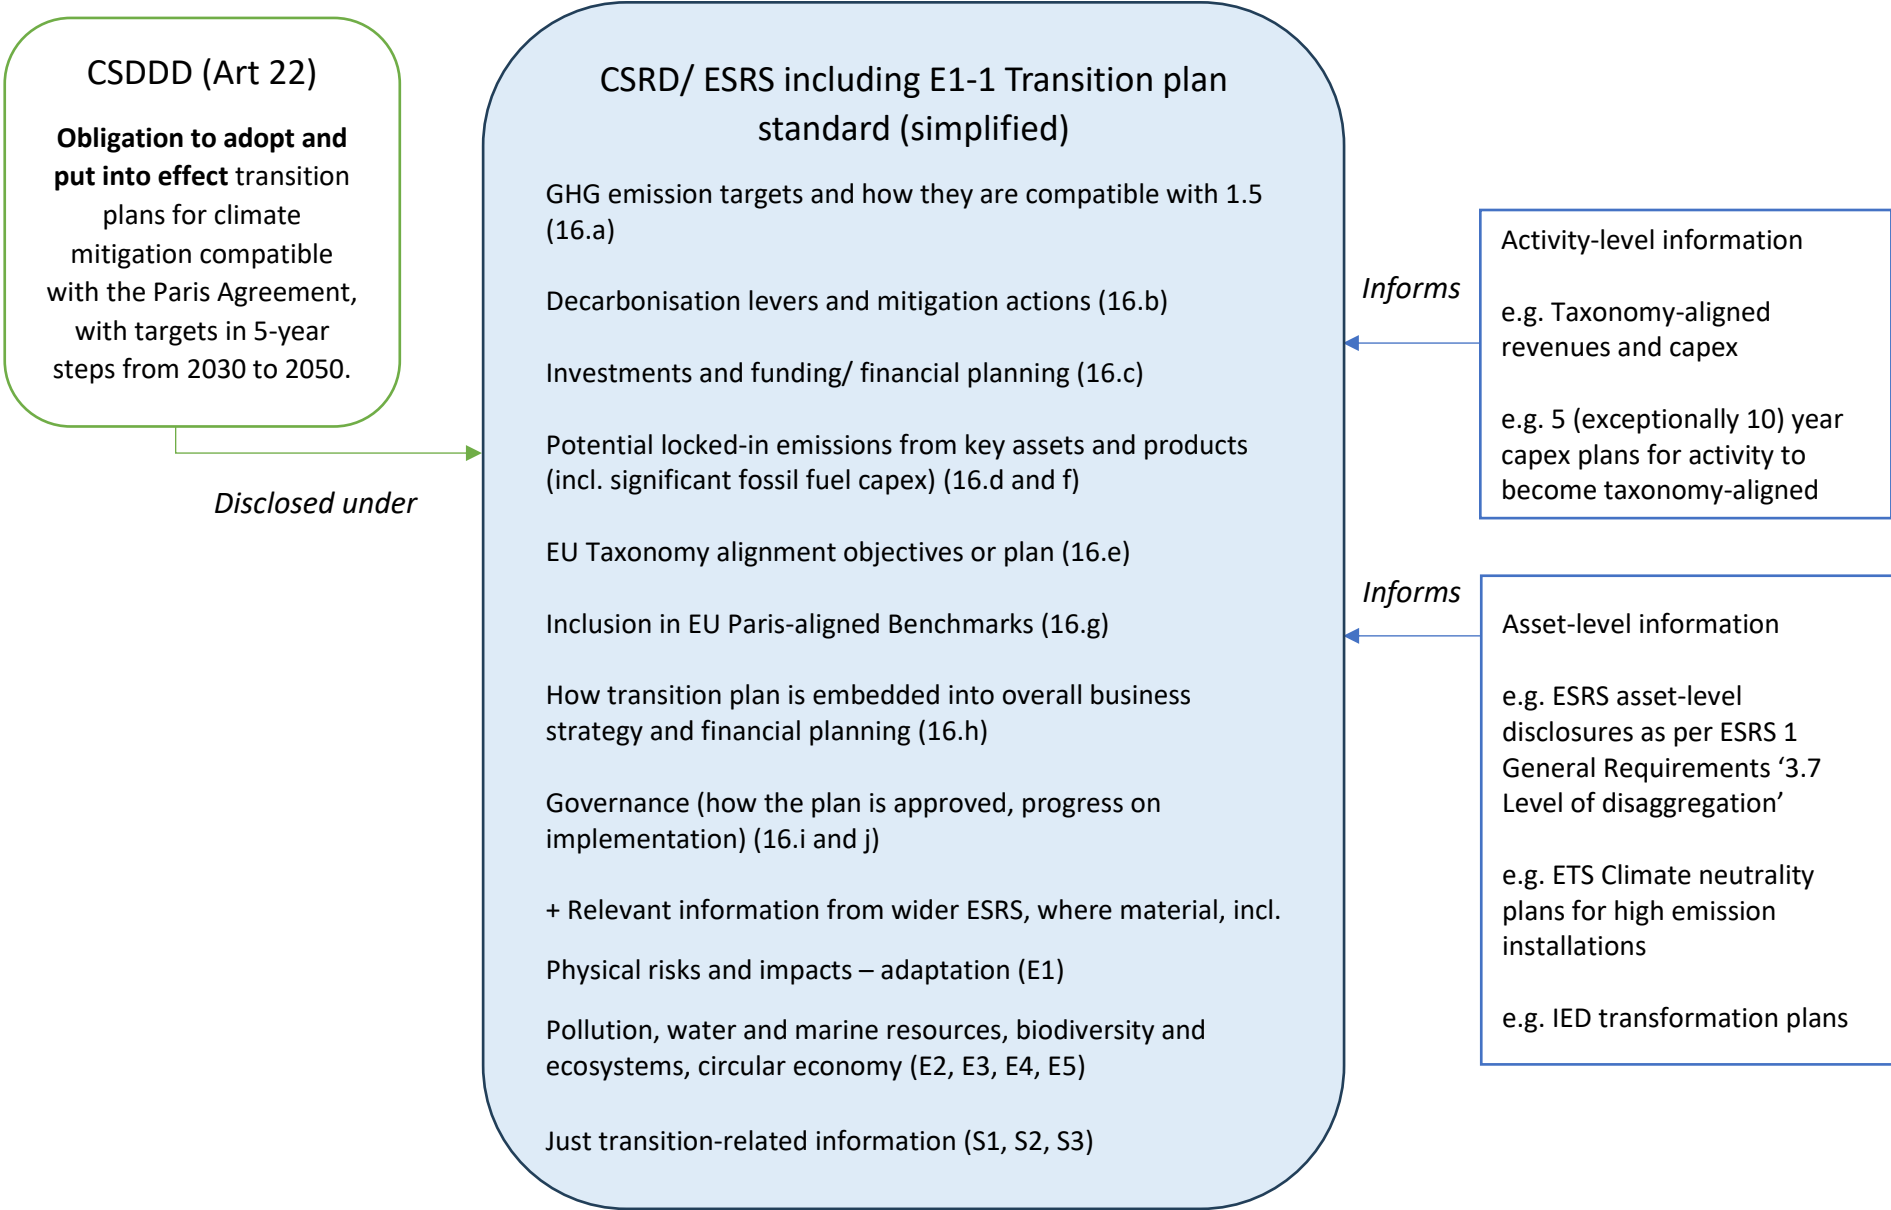 CSDDD (Art 22)
Obligation to adopt and
put into effect transition
plans for climate
mitigation compatible
with the Paris Agreement,
with targets in 5-year
steps from 2030 to 2050.
Disclosed under
CSRD/ ESRS including E1-1 Transition plan
standard (simplified)
GHG emission targets and how they are compatible with 1.5
(16.a)
Decarbonisation levers and mitigation actions (16.b)
Investments and funding/ financial planning (16.c)
Potential locked-in emissions from key assets and products
(incl. significant fossil fuel capex) (16.d and f)
EU Taxonomy alignment objectives or plan (16.e)
Inclusion in EU Paris-aligned Benchmarks (16.g)
How transition plan is embedded into overall business
strategy and financial planning (16.h)
Governance (how the plan is approved, progress on
implementation) (16.i and j)
+ Relevant information from wider ESRS, where material, incl.
Physical risks and impacts – adaptation (E1)
Pollution, water and marine resources, biodiversity and
ecosystems, circular economy (E2, E3, E4, E5)
Just transition-related information (S1, S2, S3)
Informs
Activity-level information
e.g. Taxonomy-aligned
revenues and capex
e.g. 5 (exceptionally 10) year
capex plans for activity to
become taxonomy-aligned
Informs
Asset-level information
e.g. ESRS asset-level
disclosures as per ESRS 1
General Requirements ‘3.7
Level of disaggregation’
e.g. ETS Climate neutrality
plans for high emission
installations
e.g. IED transformation plans